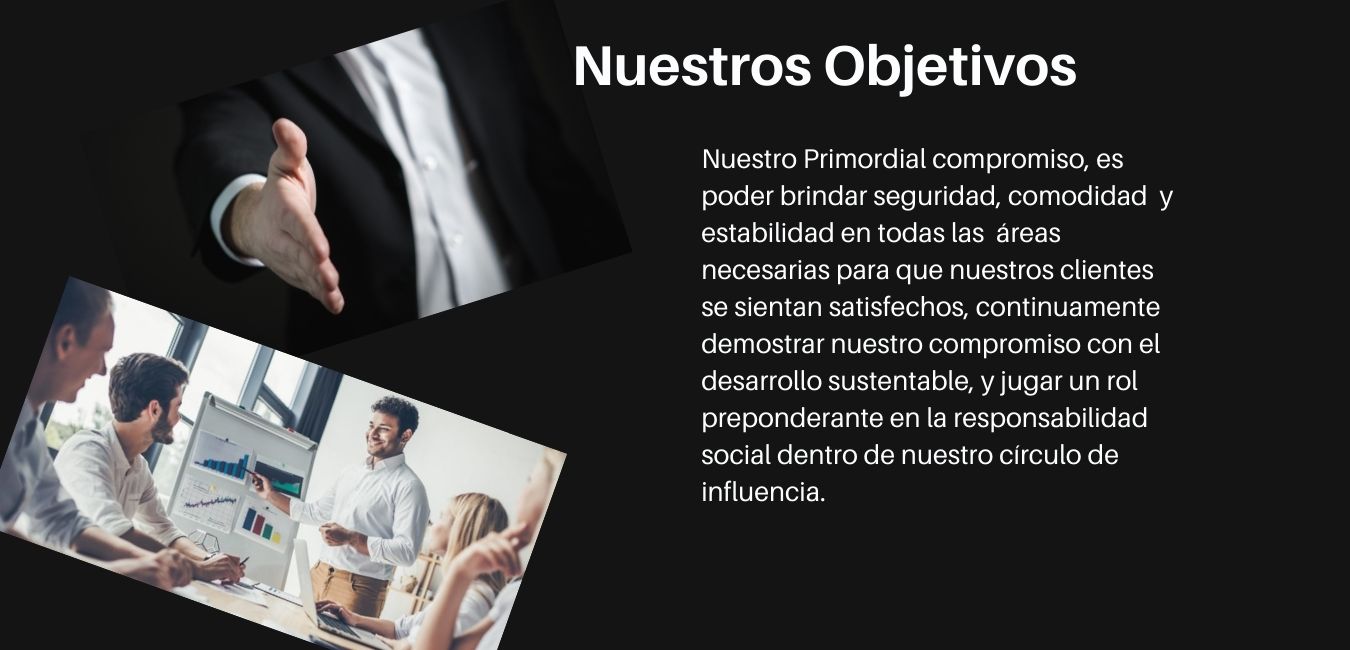 Nuestros Objetivos
Nuestro Primordial compromiso, es
poder brindar seguridad, comodidad  y
estabilidad en todas las  áreas
necesarias para que nuestros clientes
se sientan satisfechos, continuamente
demostrar nuestro compromiso con el
desarrollo sustentable, y jugar un rol
preponderante en la responsabilidad
social dentro de nuestro círculo de
influencia.